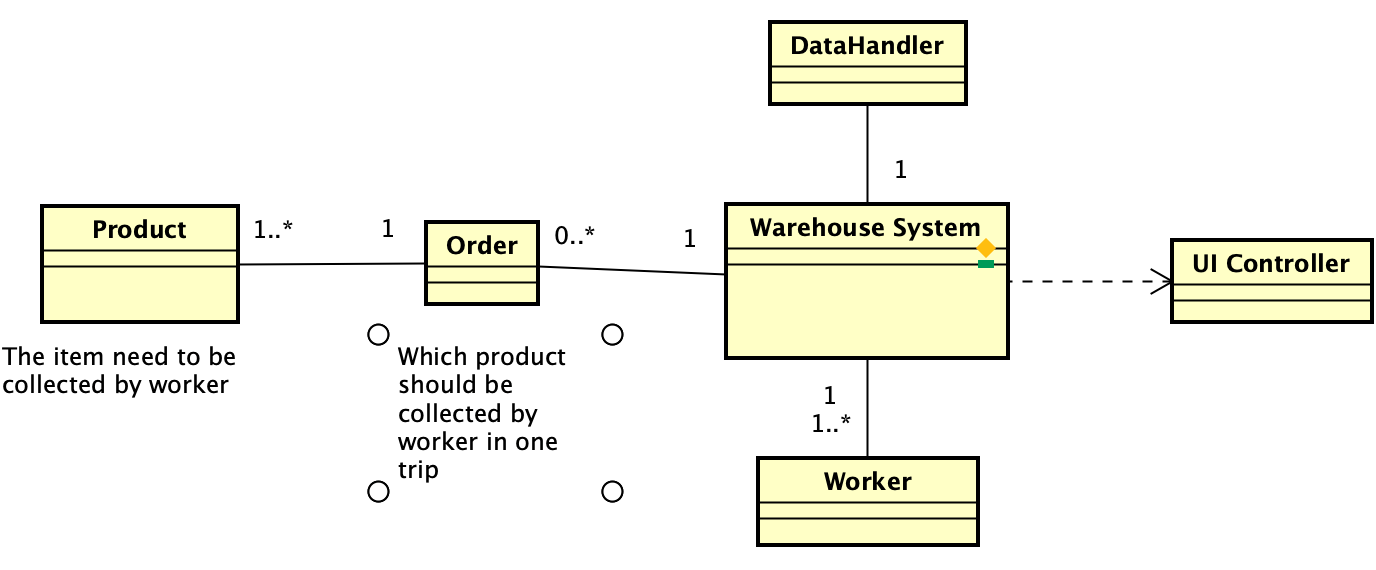 DataHandler
1
Product
1..*
1
Order
0..*
1
Warehouse System
UI Controller
The item need to be
collected by worker
Which product
should be
collected by
worker in one
trip
1
1..*
Worker